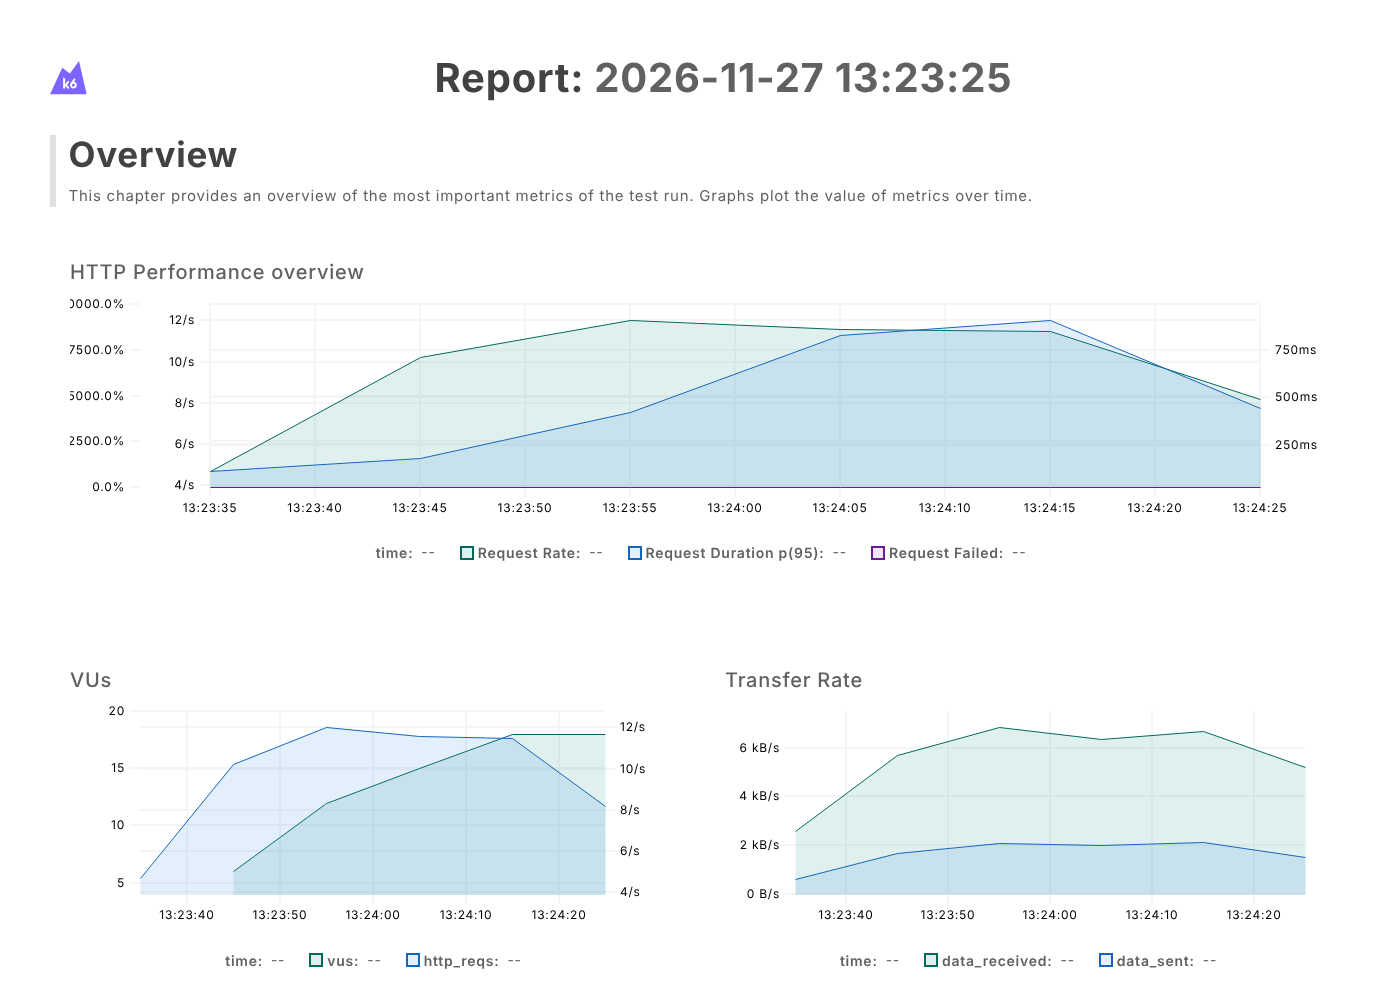 k6
Report: 2026-11-27 13:23:25
Overview
This chapter provides an overview of the most important metrics of the test run. Graphs plot the value of metrics over time.
HTTP Performance overview
0000.0%
12/s
7500.0%
750ms
10/s
5000.0%
8/s
500ms
2500.0%
6/s
250ms
0.0%
4/s
13:23:35 13:23:40 13:23:45 13:23:50 13:23:55 13:24:00 13:24:05 13:24:10 13:24:15 13:24:20 13:24:25
time: -- Request Rate: -- Request Duration p(95): -- Request Failed: --
VUs
20
12/s
15
10/s
10
8/s
6/s
5
4/s
13:23:40 13:23:50 13:24:00 13:24:10 13:24:20
time: -- vus: -- http_reqs: --
Transfer Rate
6 kB/s
4 kB/s
2 kB/s
0 B/s
13:23:40 13:23:50 13:24:00 13:24:10 13:24:20
time: -- data_received: -- data_sent: --